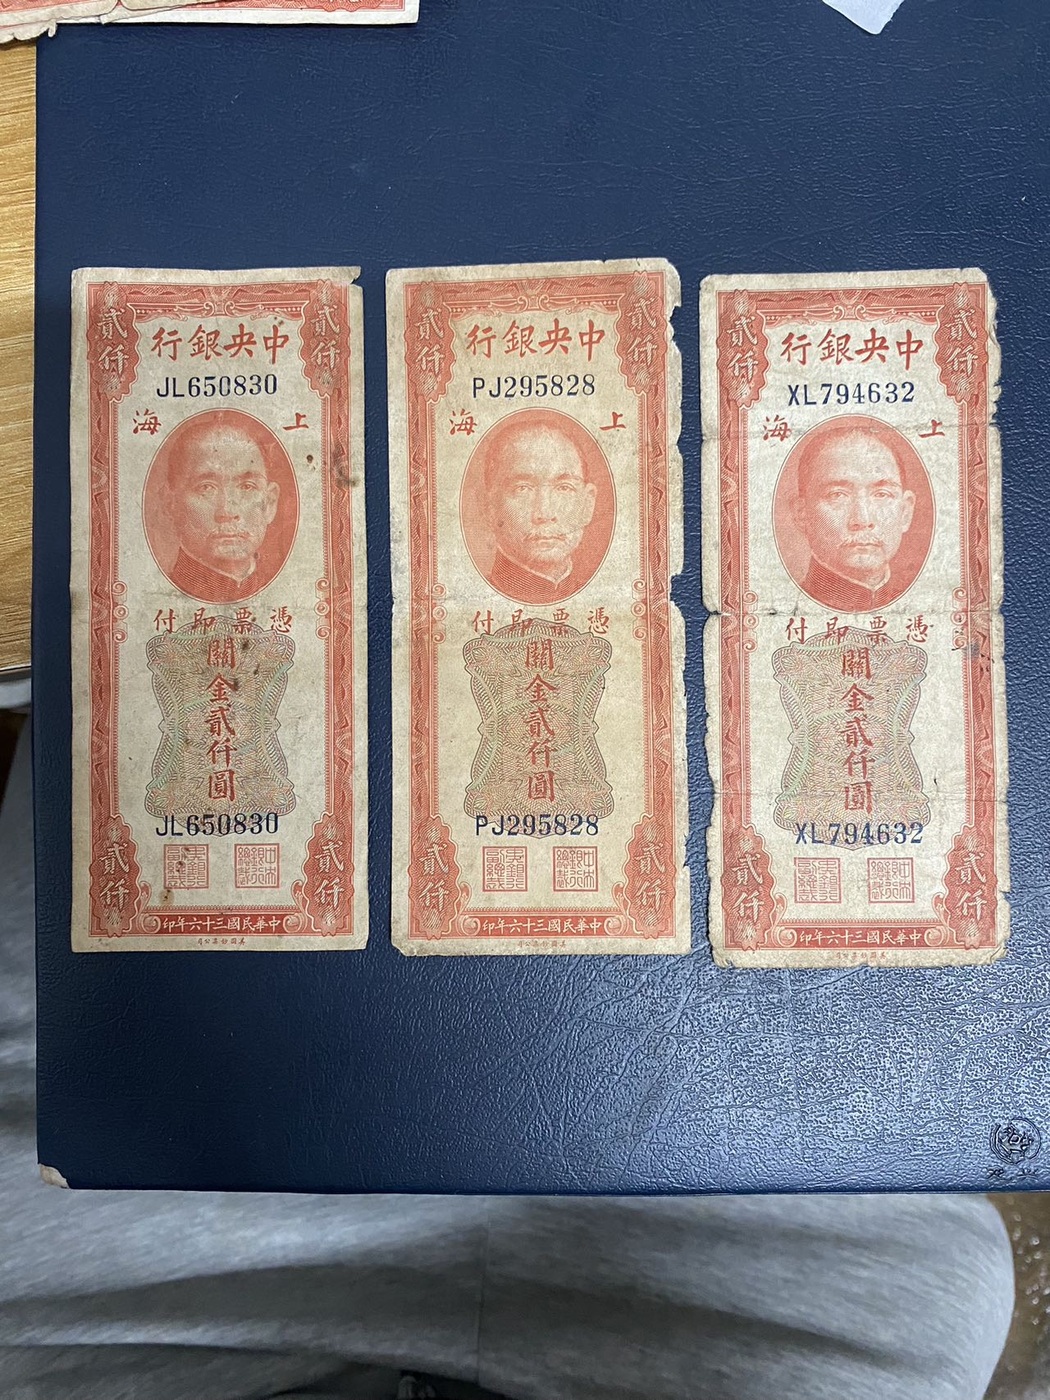 貳仟
貳仟
中央銀行
JL650830
上海
憑票即付
關金貳仟圓
JL650830
貳仟
貳仟
中華民國三十六年印
貳仟
貳仟
中央銀行
PJ295828
上海
憑票即付
關金貳仟圓
PJ295828
貳仟
貳仟
中華民國三十六年印
貳仟
貳仟
中央銀行
XL794632
上海
憑票即付
關金貳仟圓
XL794632
貳仟
貳仟
中華民國三十六年印